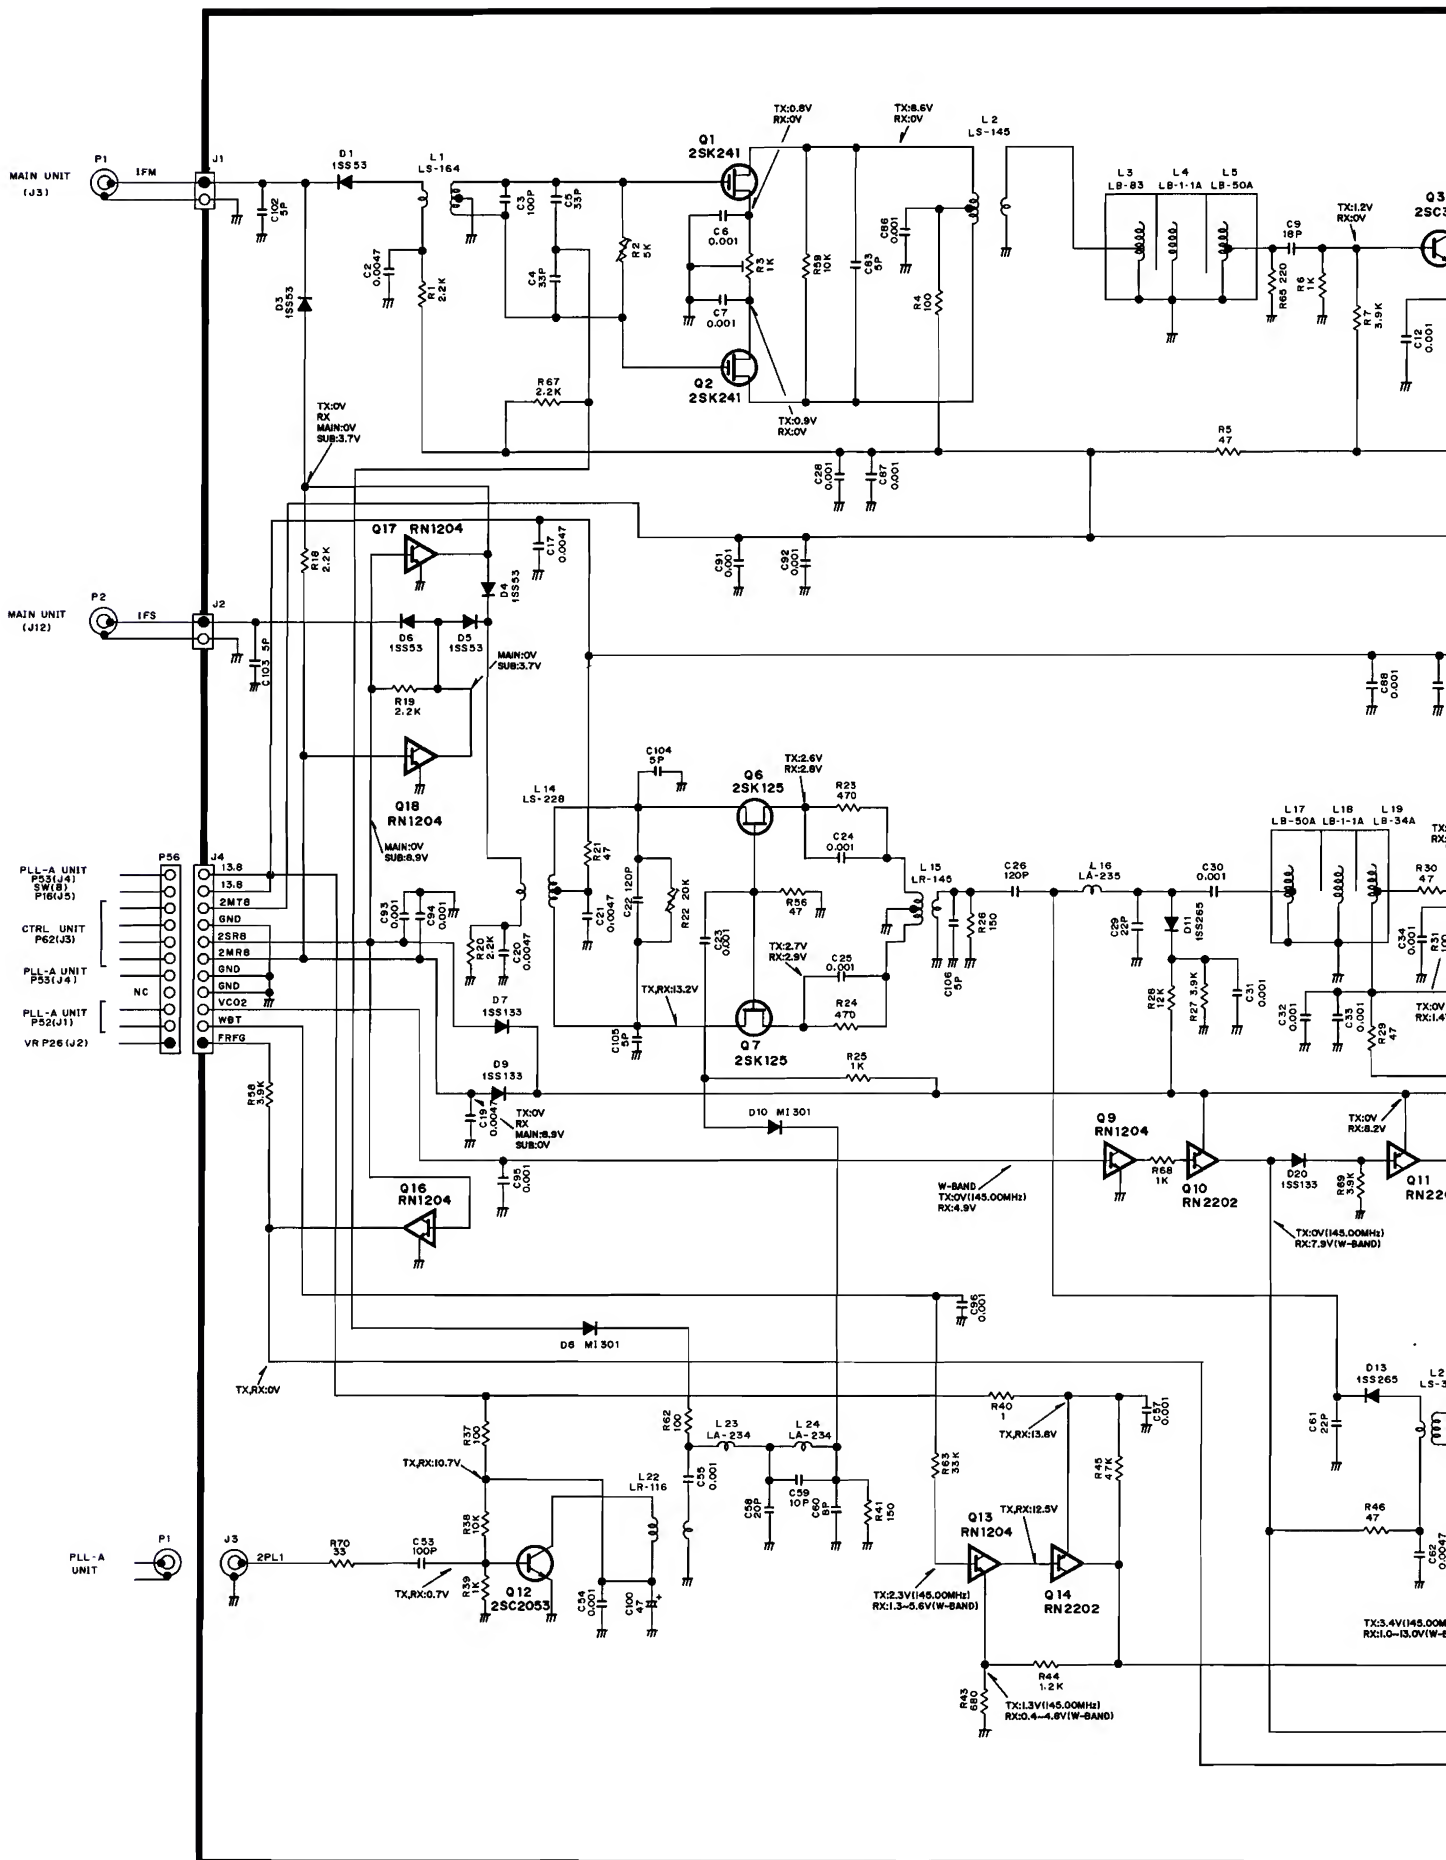 TX:0.8V
RX:0V
TX:8.6V
RX:0V
L2
LS-145
Q1
2SK241
P1
IFM
J1
D1
1SS53
L1
LS-164
MAIN UNIT
(J3)
C102
5P
C3
100P
C5
33P
C6
0.001
C86
0.001
L3
LB-83
L4
LB-1-1A
L5
LB-50A
TX:1.2V
RX:0V
C9
18P
C2
0.0047
R1
2.2K
C4
33P
R2
5K
R3
1K
R59
10K
C83
5P
R4
100
R65 220
R6
1K
R7
3.9K
C12
0.001
D3
1SS53
C7
0.001
Q2
2SK241
R67
2.2K
TX:0V
RX
MAIN:0V
SUB:3.7V
TX:0.9V
RX:0V
R5
47
C28
0.001
C87
0.001
Q17 RN1204
C17
0.0047
R18
2.2K
D4
1SS53
C91
0.001
C92
0.001
P2
IFS
J2
MAIN UNIT
(J12)
C103 5P
D6
1SS53
D5
1SS53
MAIN:0V
SUB:3.7V
C88
0.001
R19
2.2K
C104
5P
TX:2.6V
RX:2.8V
Q6
2SK125
R23
470
L14
LS-228
Q18
RN1204
L17
LB-50A
L18
LB-1-1A
L19
LB-34A
C24
0.001
MAIN:0V
SUB:8.9V
R21
47
L15
LR-145
C26
120P
L16
LA-235
C30
0.001
R30
47
P56
J4
PLL-A UNIT
P53(J4)
SW(8)
P16(J5)
CTRL UNIT
P62(J3)
PLL-A UNIT
P53(J4)
NC
PLL-A UNIT
P52(J1)
VR P26(J2)
13.8
13.8
2MT8
GND
2SR8
2MR8
GND
GND
VCO2
WBT
FRFG
C93
0.001
C94
0.001
R20
2.2K
C20
0.0047
C21
0.0047
C22 120P
R22 20K
R56
47
C23
0.001
TX:2.7V
RX:2.9V
C25
0.001
C106
5P
R26
150
C29
22P
D11
1SS265
C34
0.001
TX,RX:13.2V
R24
470
C105
5P
Q7
2SK125
R28
12K
R27 3.9K
C31
0.001
C32
0.001
C33
0.001
R29
47
D7
1SS133
D9
1SS133
R25
1K
R58
3.9K
C19
0.0047
TX:0V
RX
MAIN:8.9V
SUB:0V
D10 MI301
Q9
RN1204
TX:0V
RX:8.2V
C95
0.001
R68
1K
Q10
RN2202
D20
1SS133
R69
3.9K
Q11
Q16
RN1204
W-BAND
TX:0V(145.00MHz)
RX:4.9V
TX:0V(145.00MHz)
RX:7.9V(W-BAND)
C96
0.001
D8 MI301
TX,RX:0V
D13
1SS265
R37
100
R62
100
L23
LA-234
L24
LA-234
R40
1
C57
0.001
C61
22P
TX,RX:10.7V
TX,RX:13.8V
R63
33K
R45
47K
C55
0.001
L22
LR-116
C59
10P
C58
20P
C60
8P
R41
150
R46
47
R38
10K
Q13
RN1204
TX,RX:12.5V
C62
0.0047
P1
J3
PLL-A
UNIT
2PL1
R70
33
C53
100P
TX,RX:0.7V
R39
1K
Q12
2SC2053
C54
0.001
C100
47
+
TX:2.3V(145.00MHz)
RX:1.3~5.6V(W-BAND)
Q14
RN2202
R44
1.2K
R43
680
TX:1.3V(145.00MHz)
RX:0.4~4.8V(W-BAND)